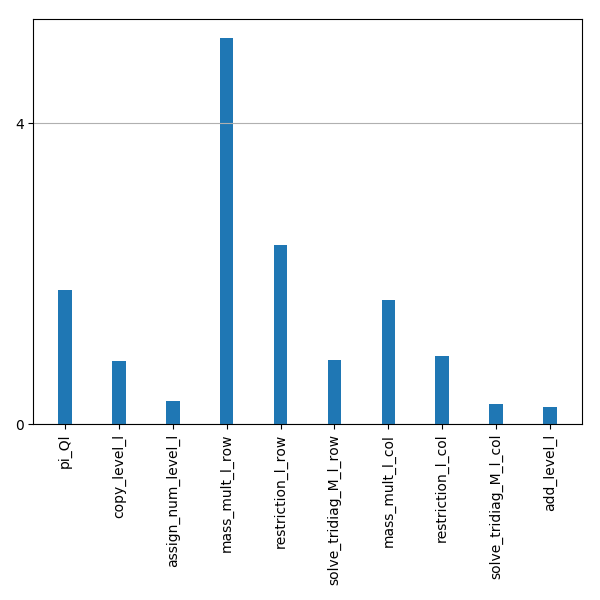 4
0
pi_Ql
copy_level_l
assign_num_level_l
mass_mult_l_row
restriction_l_row
solve_tridiag_M_l_row
mass_mult_l_col
restriction_l_col
solve_tridiag_M_l_col
add_level_l